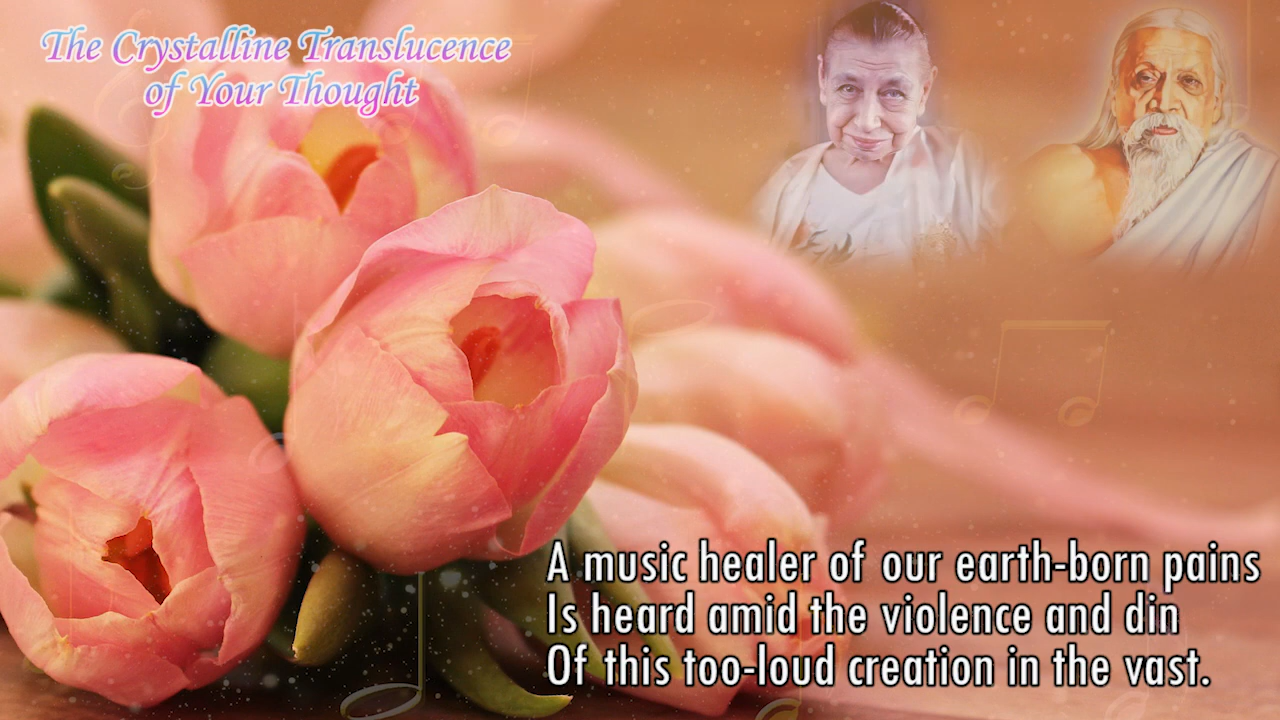 The Crystalline Translucence
of Your Thought
A music healer of our earth-born pains
Is heard amid the violence and din
Of this too-loud creation in the vast.